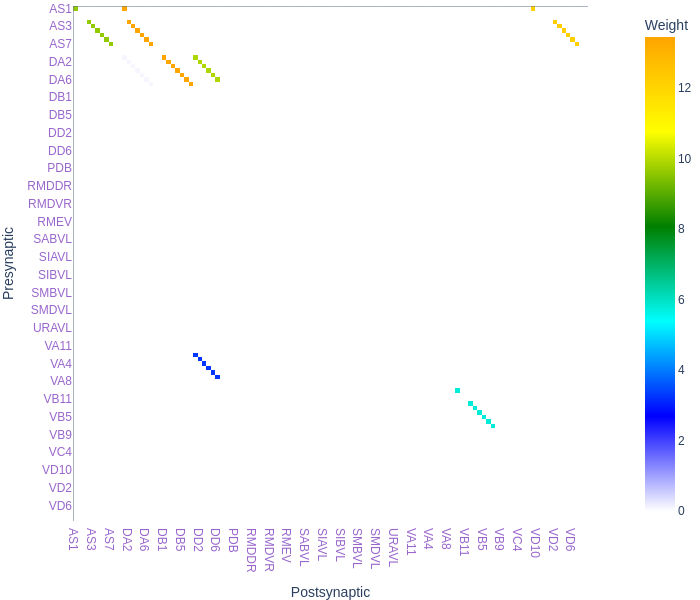 Weight
AS1
AS3
AS7
DA2
DA6
DB1
DB5
DD2
DD6
PDB
RMDDR
RMDVR
RMEV
SABVL
SIAVL
SIBVL
SMBVL
SMDVL
URAVL
VA11
VA4
VA8
VB11
VB5
VB9
VC4
VD10
VD2
VD6
Presynaptic
AS1
AS3
AS7
DA2
DA6
DB1
DB5
DD2
DD6
PDB
RMDDR
RMDVR
RMEV
SABVL
SIAVL
SIBVL
SMBVL
SMDVL
URAVL
VA11
VA4
VA8
VB11
VB5
VB9
VC4
VD10
VD2
VD6
Postsynaptic
12
10
8
6
4
2
0